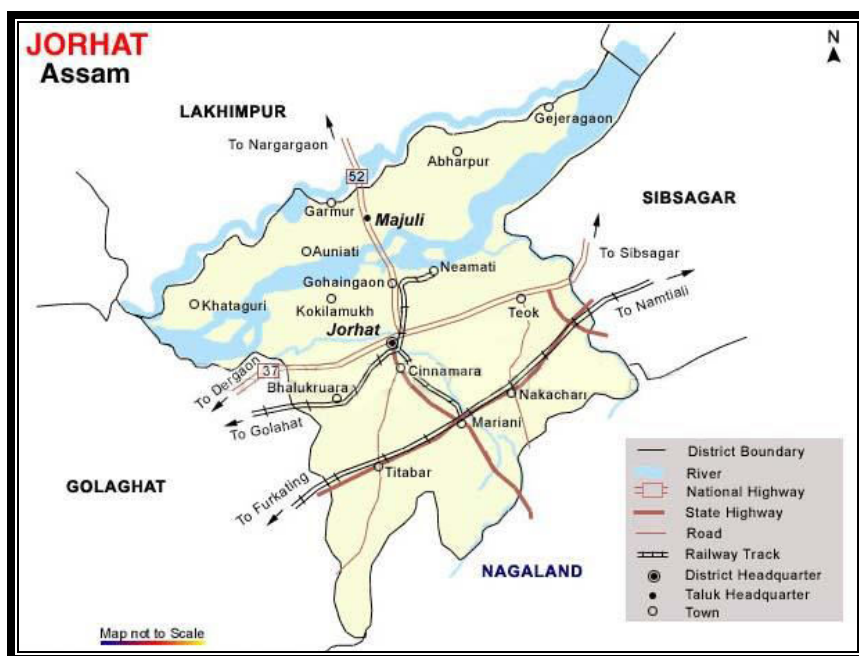 JORHAT
Assam
N
LAKHIMPUR
Gejeragaon
To Nargargaon
Abharpur
52
SIBSAGAR
Garmur
Majuli
To Sibsagar
Auniati
Neamati
Gohaingaon
To Namtiali
Khataguri
Kokilamukh
Teok
Jorhat
37
Cinnamara
To Dergaon
Bhalukruara
Nakachari
To Golahat
Mariani
Titabar
GOLAGHAT
To Furkating
NAGALAND
District Boundary
River
National Highway
State Highway
Road
Railway Track
District Headquarter
Taluk Headquarter
Town
Map not to Scale